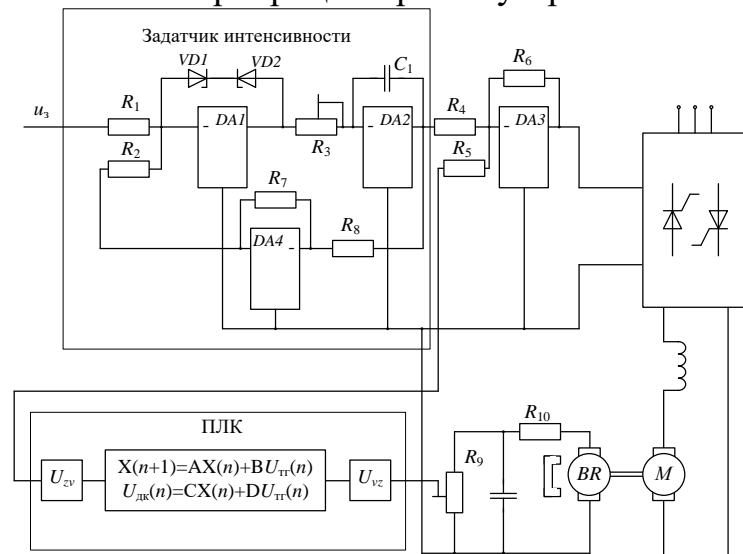 Задатчик интенсивности
VD1 VD2
C1
R6
uз
R1
DA1
DA2
R4
DA3
R2
R3
R5
R7
DA4
R8
ПЛК
R10
R9
Uzv
X(n+1)=AX(n)+BUтг(n)
Uдк(n)=CX(n)+DUтг(n)
Uvz
BR
M